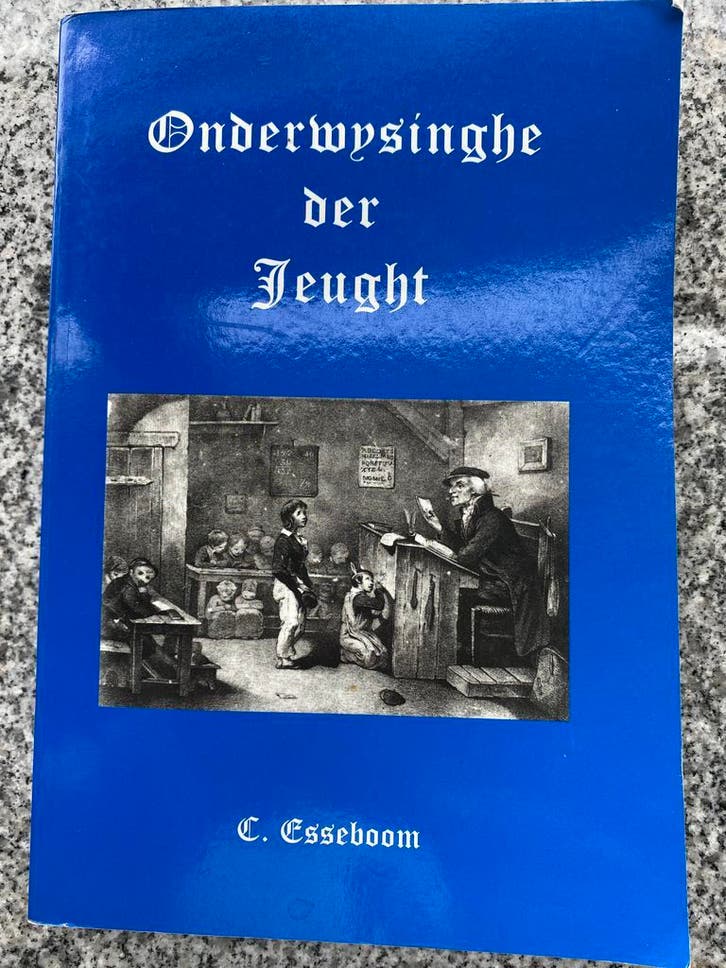 Onderwysinghe
der
Jeught
C. Esseboom